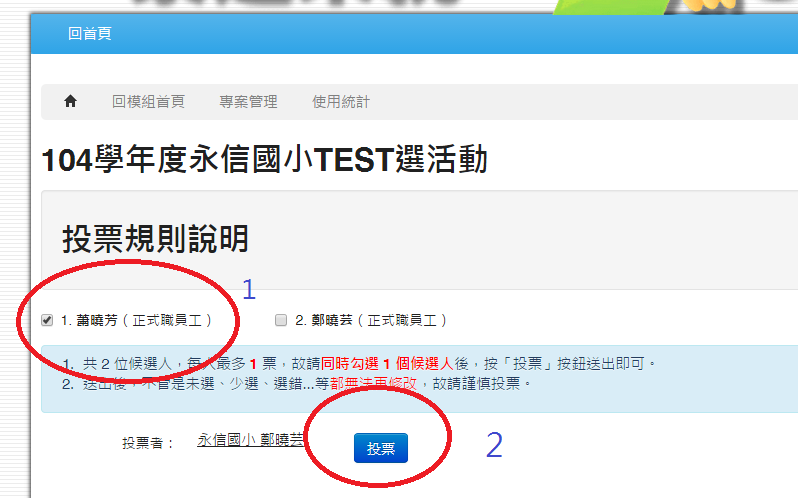 回首頁
回模組首頁 專案管理 使用統計
104學年度永信國小TEST選活動
投票規則說明
1
1. 蕭曉芳（正式職員工） 2. 鄭曉芸（正式職員工）
1. 共 2 位候選人，每人最多 1 票，故請同時勾選 1 個候選人後，按「投票」按鈕送出即可。
2. 送出後，不管是未選、少選、選錯...等都無法再修改，故請謹慎投票。
投票者： 永信國小 鄭曉芸 投票 2